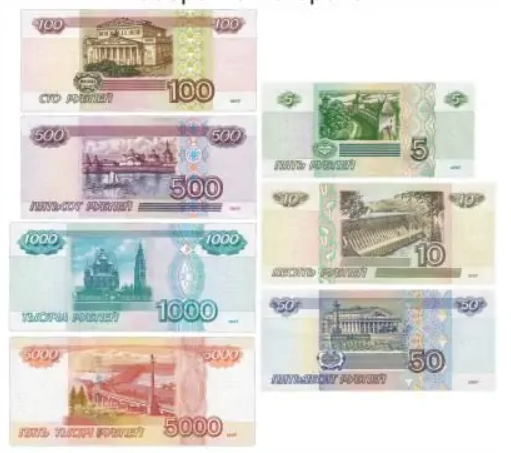 100 100
СТО РУБЛЕЙ 100
500 500
ПЯТЬСОТ РУБЛЕЙ 500
1000 1000
ТЫСЯЧА РУБЛЕЙ 1000
5000 5000
ПЯТЬ ТЫСЯЧ РУБЛЕЙ 5000
5 5
ПЯТЬ РУБЛЕЙ 5
10 10
ДЕСЯТЬ РУБЛЕЙ 10
50 50
ПЯТЬДЕСЯТ РУБЛЕЙ 50